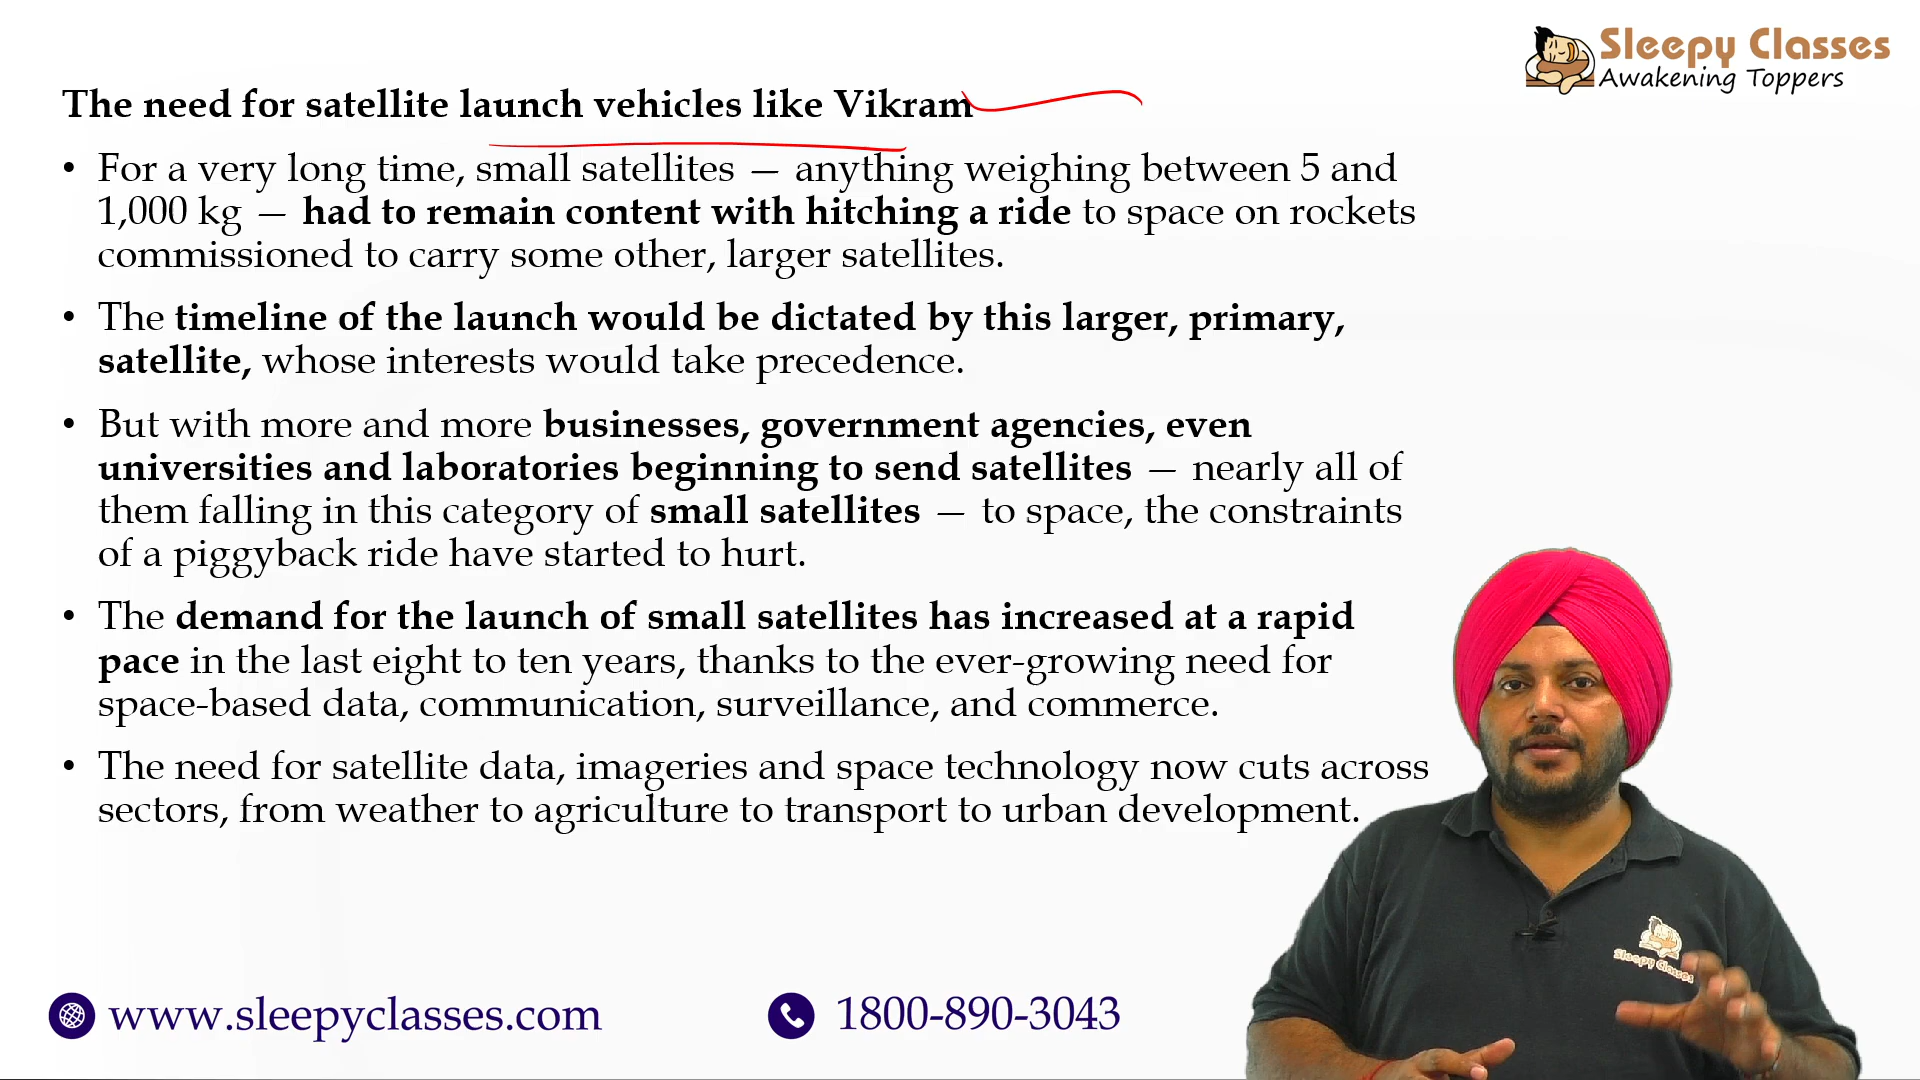 Sleepy Classes
Awakening Toppers
The need for satellite launch vehicles like Vikram
• For a very long time, small satellites — anything weighing between 5 and
1,000 kg — had to remain content with hitching a ride to space on rockets
commissioned to carry some other, larger satellites.
• The timeline of the launch would be dictated by this larger, primary,
satellite, whose interests would take precedence.
• But with more and more businesses, government agencies, even
universities and laboratories beginning to send satellites — nearly all of
them falling in this category of small satellites — to space, the constraints
of a piggyback ride have started to hurt.
• The demand for the launch of small satellites has increased at a rapid
pace in the last eight to ten years, thanks to the ever-growing need for
space-based data, communication, surveillance, and commerce.
• The need for satellite data, imageries and space technology now cuts across
sectors, from weather to agriculture to transport to urban development.
Sleepy Classes
www.sleepyclasses.com
1800-890-3043